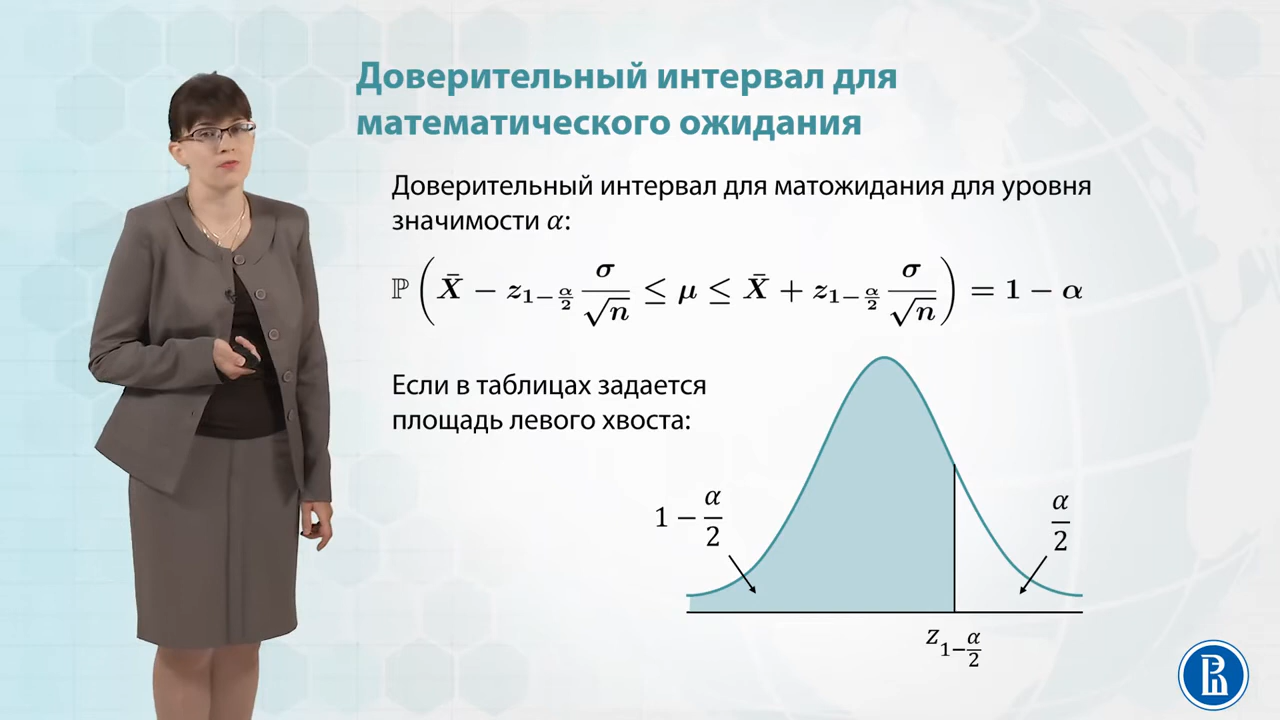 Доверительный интервал для
математического ожидания
Доверительный интервал для матожидания для уровня
значимости α:
ℙ(X̄ − z_{1−α/2} σ/√n ≤ μ ≤ X̄ + z_{1−α/2} σ/√n) = 1 − α
Если в таблицах задается
площадь левого хвоста:
1 − α/2
α/2
z_{1−α/2}